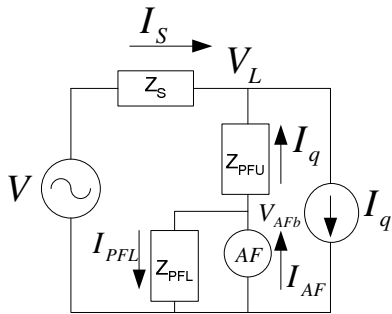 I_S
V_L
Z_S
Z_PFU
I_q
V
V_AFb
I_q
I_PFL
Z_PFL
AF
I_AF